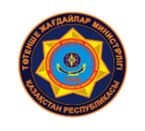 ТӨТЕНШЕ ЖАҒДАЙЛАР МИНИСТРЛІГІ
ҚАЗАҚСТАН РЕСПУБЛИКАСЫ